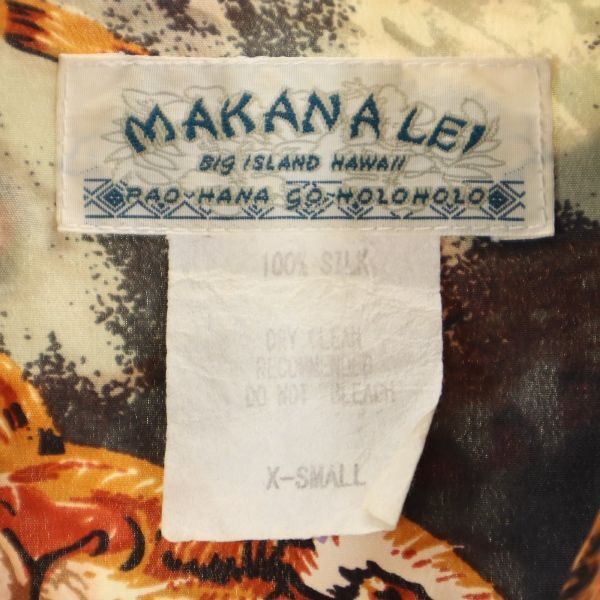 MAKANA LEI
BIG ISLAND HAWAII
PAO-HANA GO-HOLOHOLO
100% SILK
DRY CLEAN
RECOMMENDED
DO NOT BLEACH
X-SMALL